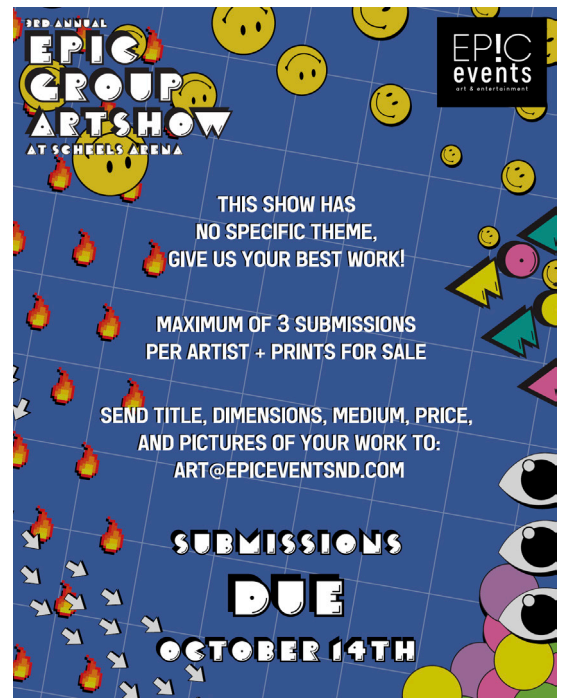 3RD ANNUAL
EPIC
GROUP
ARTSHOW
AT SCHEELS ARENA
EP!C
events
art & entertainment
THIS SHOW HAS
NO SPECIFIC THEME,
GIVE US YOUR BEST WORK!
MAXIMUM OF 3 SUBMISSIONS
PER ARTIST + PRINTS FOR SALE
SEND TITLE, DIMENSIONS, MEDIUM, PRICE,
AND PICTURES OF YOUR WORK TO:
ART@EPICEVENTSND.COM
SUBMISSIONS
DUE
OCTOBER 14TH